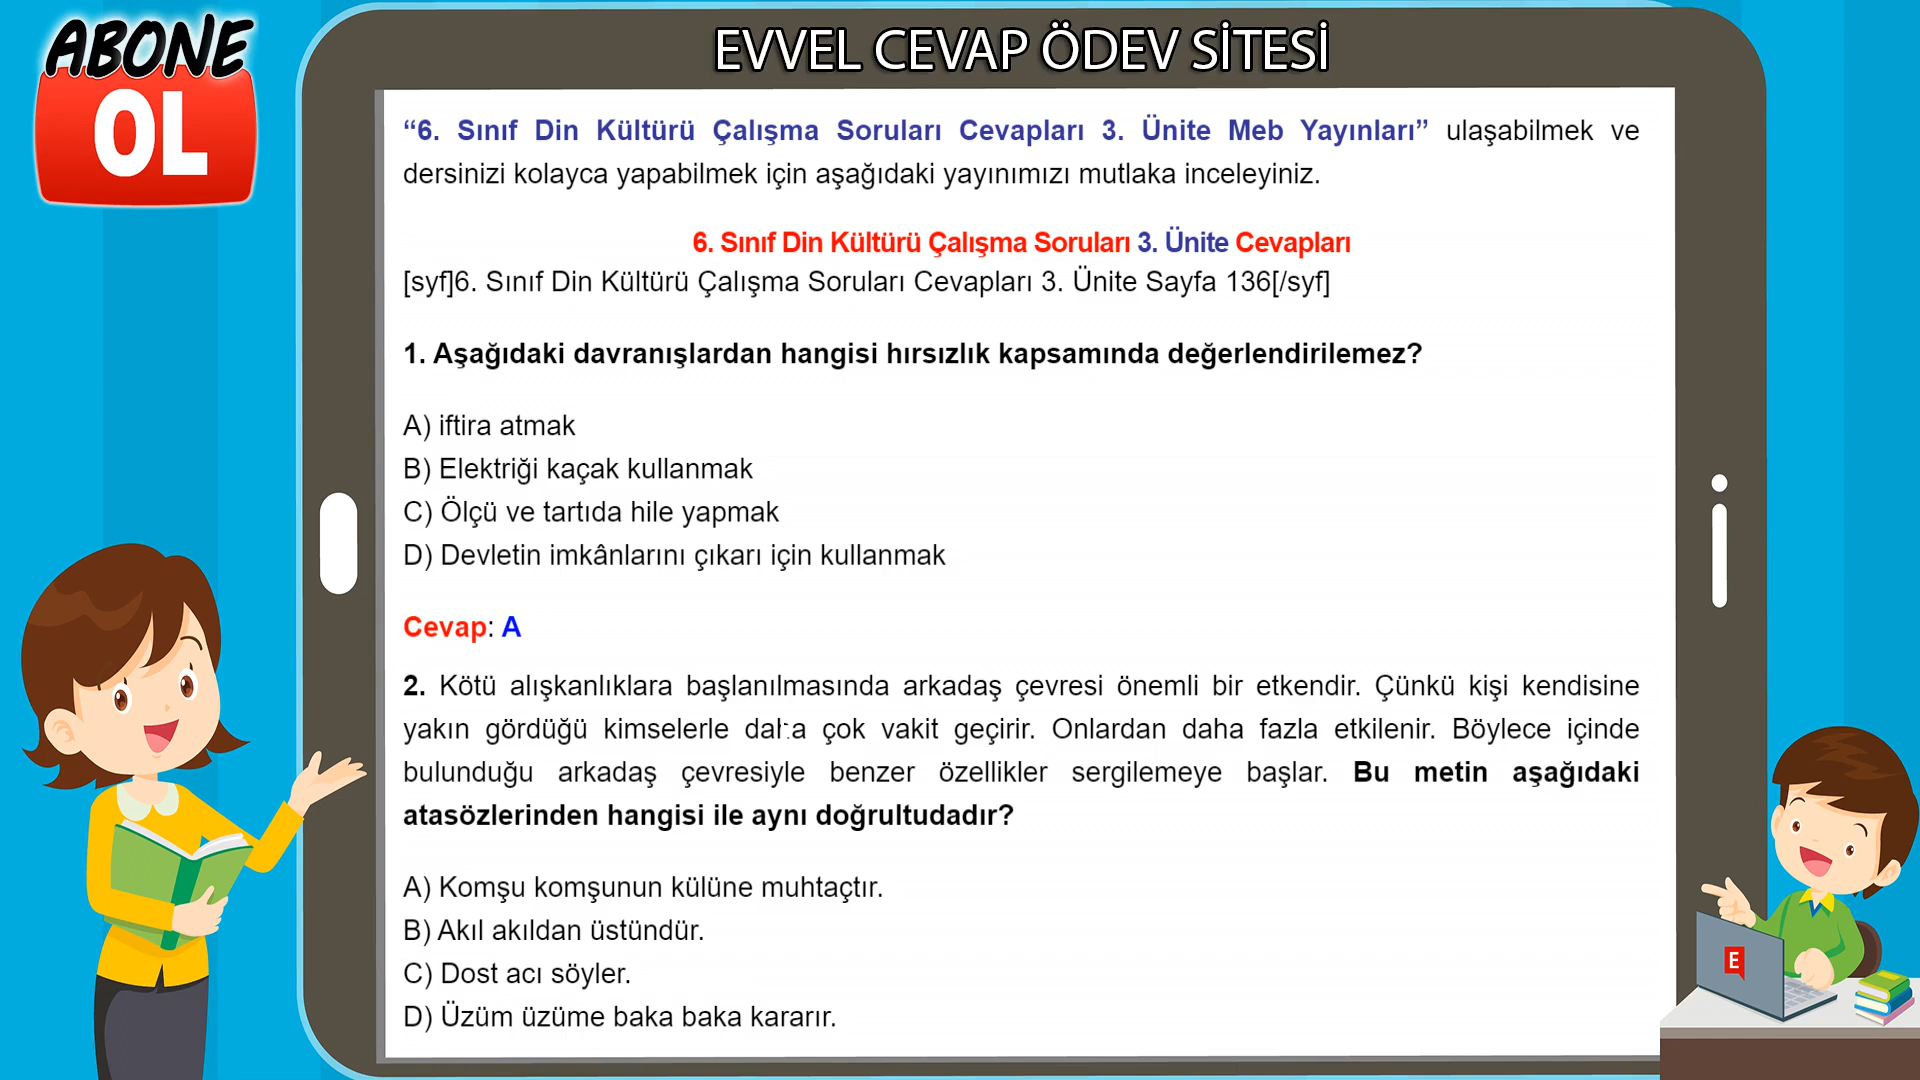 ABONE
OL
EVVEL CEVAP ÖDEV SİTESİ
“6. Sınıf Din Kültürü Çalışma Soruları Cevapları 3. Ünite Meb Yayınları” ulaşabilmek ve
dersinizi kolayca yapabilmek için aşağıdaki yayınımızı mutlaka inceleyiniz.
6. Sınıf Din Kültürü Çalışma Soruları 3. Ünite Cevapları
[syf]6. Sınıf Din Kültürü Çalışma Soruları Cevapları 3. Ünite Sayfa 136[/syf]
1. Aşağıdaki davranışlardan hangisi hırsızlık kapsamında değerlendirilemez?
A) iftira atmak
B) Elektriği kaçak kullanmak
C) Ölçü ve tartıda hile yapmak
D) Devletin imkânlarını çıkarı için kullanmak
Cevap: A
2. Kötü alışkanlıklara başlanılmasında arkadaş çevresi önemli bir etkendir. Çünkü kişi kendisine
yakın gördüğü kimselerle daha çok vakit geçirir. Onlardan daha fazla etkilenir. Böylece içinde
bulunduğu arkadaş çevresiyle benzer özellikler sergilemeye başlar. Bu metin aşağıdaki
atasözlerinden hangisi ile aynı doğrultudadır?
A) Komşu komşunun külüne muhtaçtır.
B) Akıl akıldan üstündür.
C) Dost acı söyler.
D) Üzüm üzüme baka baka kararır.
E